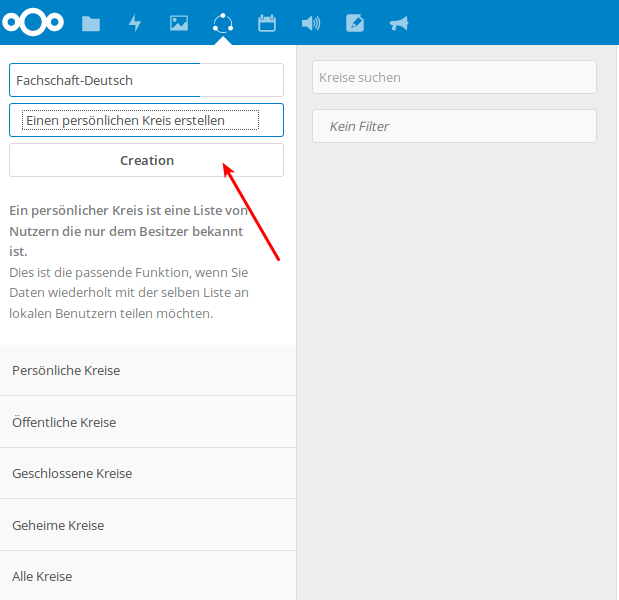 Fachschaft-Deutsch
Einen persönlichen Kreis erstellen
Creation
Ein persönlicher Kreis ist eine Liste von
Nutzern die nur dem Besitzer bekannt
ist.
Dies ist die passende Funktion, wenn Sie
Daten wiederholt mit der selben Liste an
lokalen Benutzern teilen möchten.
Persönliche Kreise
Öffentliche Kreise
Geschlossene Kreise
Geheime Kreise
Alle Kreise
Kreise suchen
Kein Filter